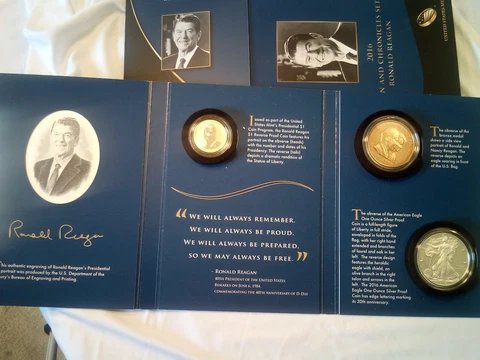 2016
N AND CHRONICLES SET
RONALD REAGAN
UNITED STATES MIN
Issued as part of the United
States Mint's Presidential $1
Coin Program, the Ronald Reagan
$1 Reverse Proof Coin features his
portrait on the obverse (heads)
with the number and dates of his
Presidency. The reverse (tails)
depicts a dramatic rendition of
the Statue of Liberty.
The obverse of the
bronze medal
shows a side view
portrait of Ronald and
Nancy Reagan. The
reverse depicts an
eagle soaring in front
of the U.S. flag.
Ronald Reagan
his authentic engraving of Ronald Reagan's Presidential
portrait was produced by the U.S. Department of the
ury's Bureau of Engraving and Printing.
“WE WILL ALWAYS REMEMBER.
WE WILL ALWAYS BE PROUD.
WE WILL ALWAYS BE PREPARED,
SO WE MAY ALWAYS BE FREE.”
- RONALD REAGAN
40TH PRESIDENT OF THE UNITED STATES
REMARKS ON JUNE 6, 1984,
COMMEMORATING THE 40TH ANNIVERSARY OF D-DAY
The obverse of the American Eagle
One Ounce Silver Proof
Coin is a full-length figure
of Liberty in full stride,
enveloped in folds of the
flag, with her right hand
extended and branches
of laurel and oak in her
left. The reverse design
features the heraldic
eagle with shield, an
olive branch in the right
talon and arrows in the
left. The 2016 American
Eagle One Ounce Silver Proof
Coin has edge lettering marking its
30th anniversary.